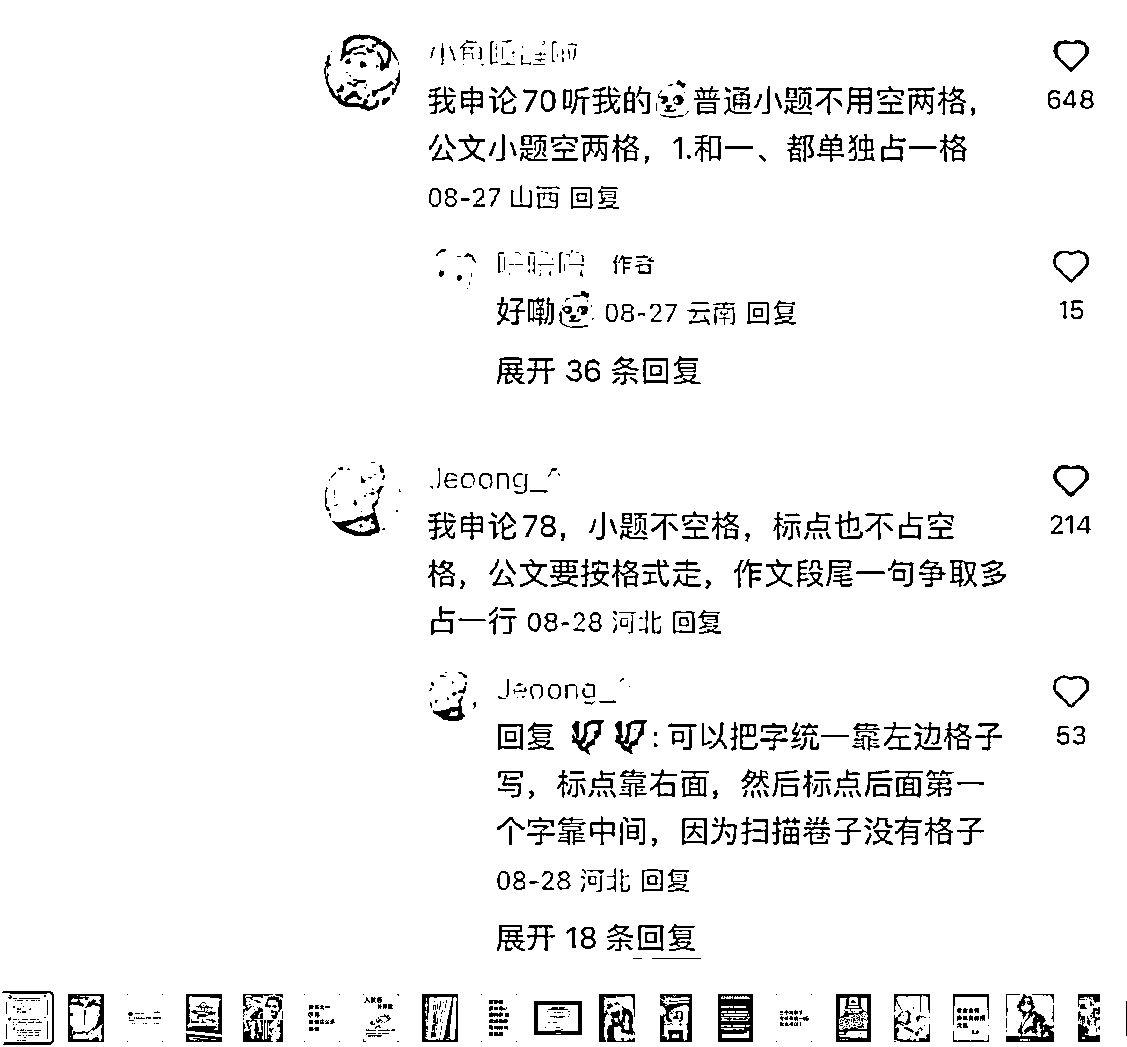 648
我申论70听我的普通小题不用空两格，
公文小题空两格，1.和一、都单独占一格
08-27 山西 回复
作者
好嘞 08-27 云南 回复
15
展开 36 条回复
Jeoong_^
我申论78，小题不空格，标点也不占空
214
格，公文要按格式走，作文段尾一句争取多
占一行 08-28 河北 回复
Jeoong_^
回复 : 可以把字统一靠左边格子
53
写，标点靠右面，然后标点后面第一
个字靠中间，因为扫描卷子没有格子
08-28 河北 回复
展开 18 条回复